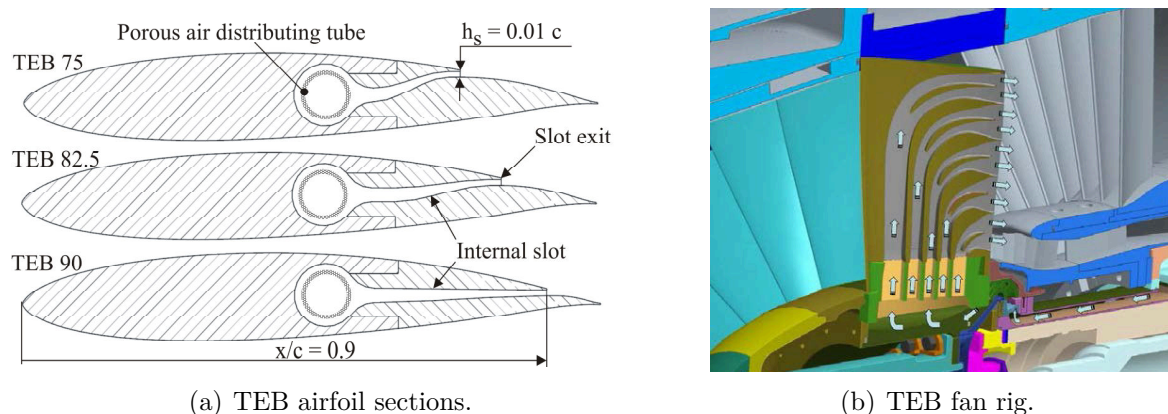 Porous air distributing tube
hₛ = 0.01 c
TEB 75
Slot exit
TEB 82.5
Internal slot
TEB 90
x/c = 0.9
(a) TEB airfoil sections.
(b) TEB fan rig.